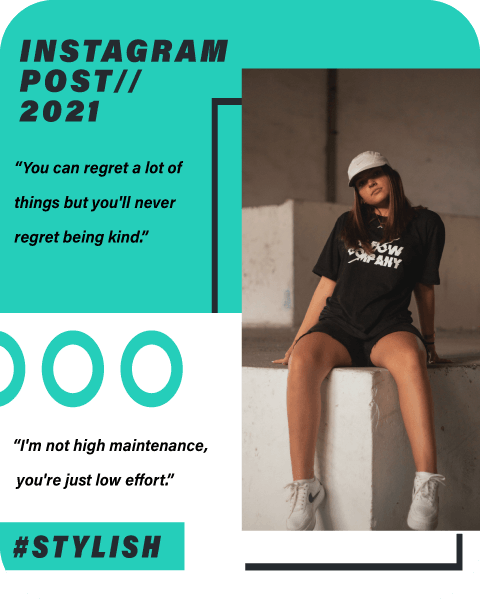 INSTAGRAM
POST//
2021
“You can regret a lot of
things but you'll never
regret being kind.”
“I'm not high maintenance,
you're just low effort.”
#STYLISH